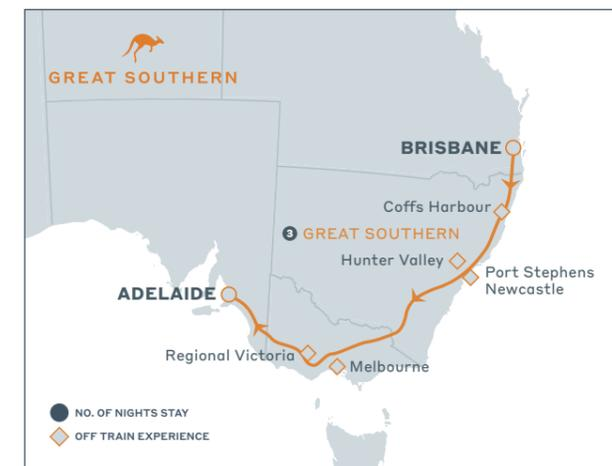 GREAT SOUTHERN
BRISBANE
Coffs Harbour
3 GREAT SOUTHERN
Hunter Valley
Port Stephens
Newcastle
ADELAIDE
Regional Victoria
Melbourne
NO. OF NIGHTS STAY
OFF TRAIN EXPERIENCE